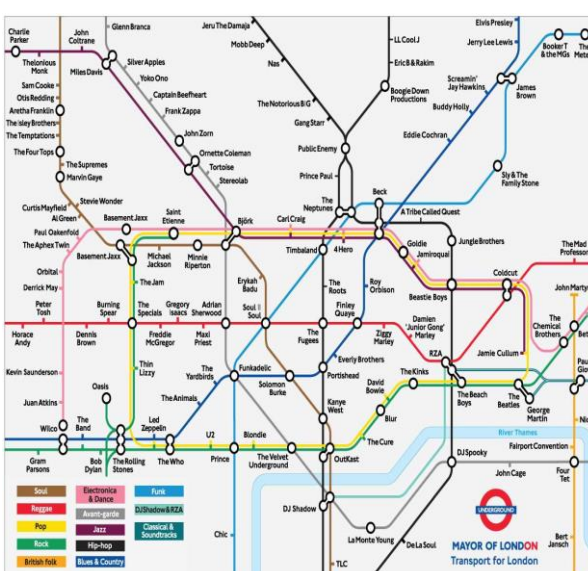 Glenn Branca
Elvis Presley
Charlie
Parker
John
Coltrane
Jeru The Damaja
LL Cool J
Jerry Lee Lewis
Booker T
& the MGs
Mobb Deep
Thelonious
Monk
Miles Davis
Silver Apples
Eric B & Rakim
Nas
Yoko Ono
Sam Cooke
Captain Beefheart
Boogie Down
Productions
Screamin'
Jay Hawkins
James
Brown
Otis Redding
Aretha Franklin
Frank Zappa
The Notorious BIG
Buddy Holly
The Isley Brothers
Gang Starr
The Temptations
John Zorn
Eddie Cochran
The Four Tops
Ornette Coleman
Public Enemy
The Supremes
Tortoise
Sly & The
Family Stone
Marvin Gaye
Stereolab
Prince Paul
Stevie Wonder
Beck
Curtis Mayfield
Al Green
Basement Jaxx
Saint
Etienne
The
Neptunes
A Tribe Called Quest
Paul Oakenfold
Björk
Carl Craig
The Aphex Twin
Timbaland
4 Hero
Goldie
Jungle Brothers
The Mad
Professor
Basement Jaxx
Michael
Jackson
Minnie
Riperton
Jamiroquai
Orbital
Coldcut
Derrick May
The Jam
Erykah
Badu
The
Roots
Roy
Orbison
Beastie Boys
John Marty
Peter
Tosh
Burning
Spear
The
Specials
Gregory
Isaacs
Adrian
Sherwood
Soul II
Soul
Finley
Quaye
Damien
'Junior Gong'
Marley
The
Chemical
Brothers
Horace
Andy
Dennis
Brown
Freddie
McGregor
Maxi
Priest
The
Fugees
Ziggy
Marley
RZA
Jamie Cullum
Kevin Saunderson
Thin
Lizzy
The
Yardbirds
Funkadelic
Everly Brothers
Portishead
Solomon
Burke
David
Bowie
The Kinks
The Beach
Boys
Juan Atkins
Oasis
The Animals
Kanye
West
Blur
The
Beatles
George
Martin
Wilco
The
Band
Led
Zeppelin
U2
Blondie
The Cure
River Thames
Gram
Parsons
Bob
Dylan
The Rolling
Stones
The Who
Prince
The Velvet
Underground
OutKast
DJ Spooky
Fairport Convention
John Cage
Four
Tet
Soul
Electronica
& Dance
Funk
Reggae
Avant-garde
DJ Shadow & RZA
Pop
Jazz
Classical &
Soundtracks
Rock
Hip-hop
British folk
Blues & Country
DJ Shadow
Chic
La Monte Young
De La Soul
TLC
UNDERGROUND
MAYOR OF LONDON
Transport for London
Bert
Jansch